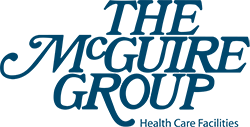 THE
McGUIRE
GROUP
Health Care Facilities